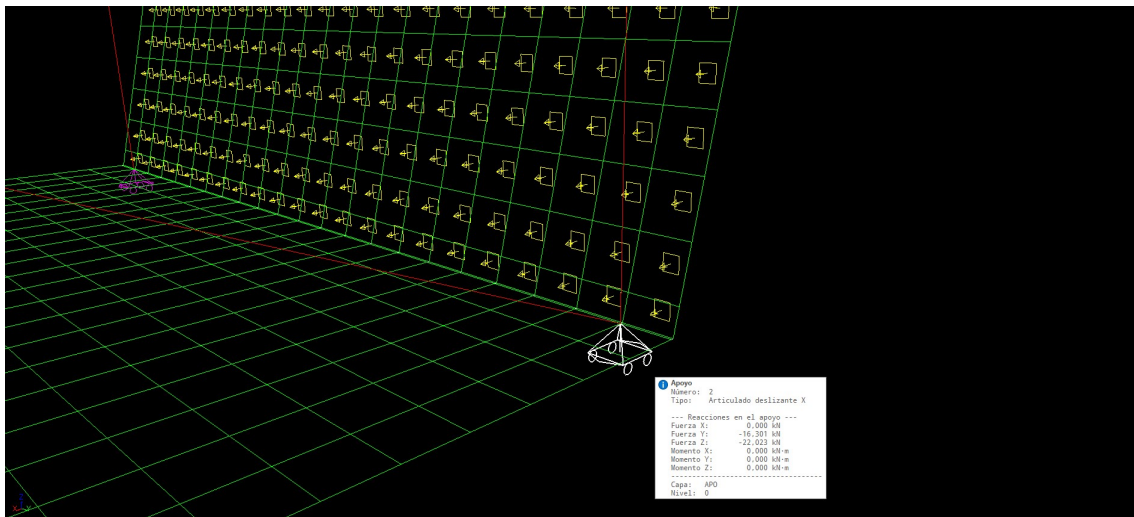 Apoyo
Número: 2
Tipo: Articulado deslizante X
--- Reacciones en el apoyo ---
Fuerza X: 0.000 kN
Fuerza Y: -16.301 kN
Fuerza Z: -22.023 kN
Momento X: 0.000 kN·m
Momento Y: 0.000 kN·m
Momento Z: 0.000 kN·m
----------------------------------
Capa: APO
Nivel: 0
X Y